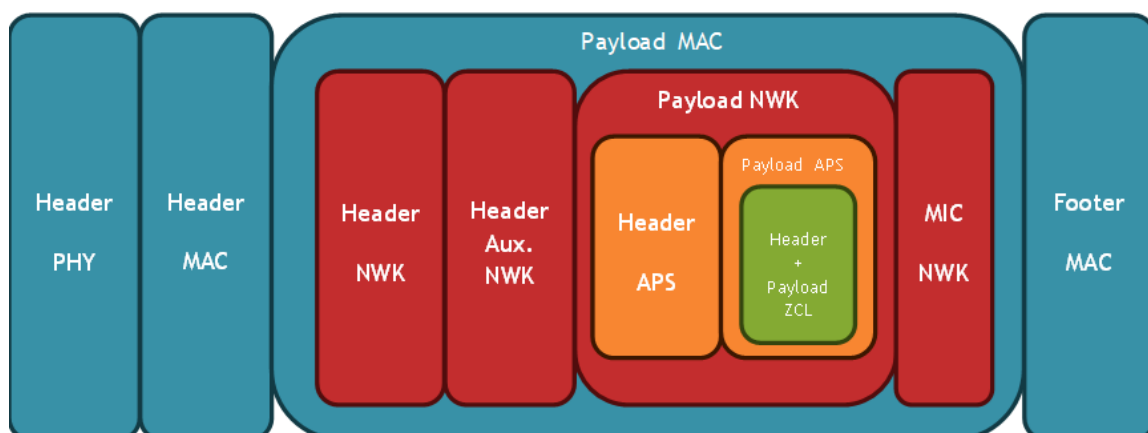 Payload MAC
Payload NWK
Payload APS
Header
PHY
Header
MAC
Header
NWK
Header
Aux.
NWK
Header
APS
Header
+
Payload
ZCL
MIC
NWK
Footer
MAC